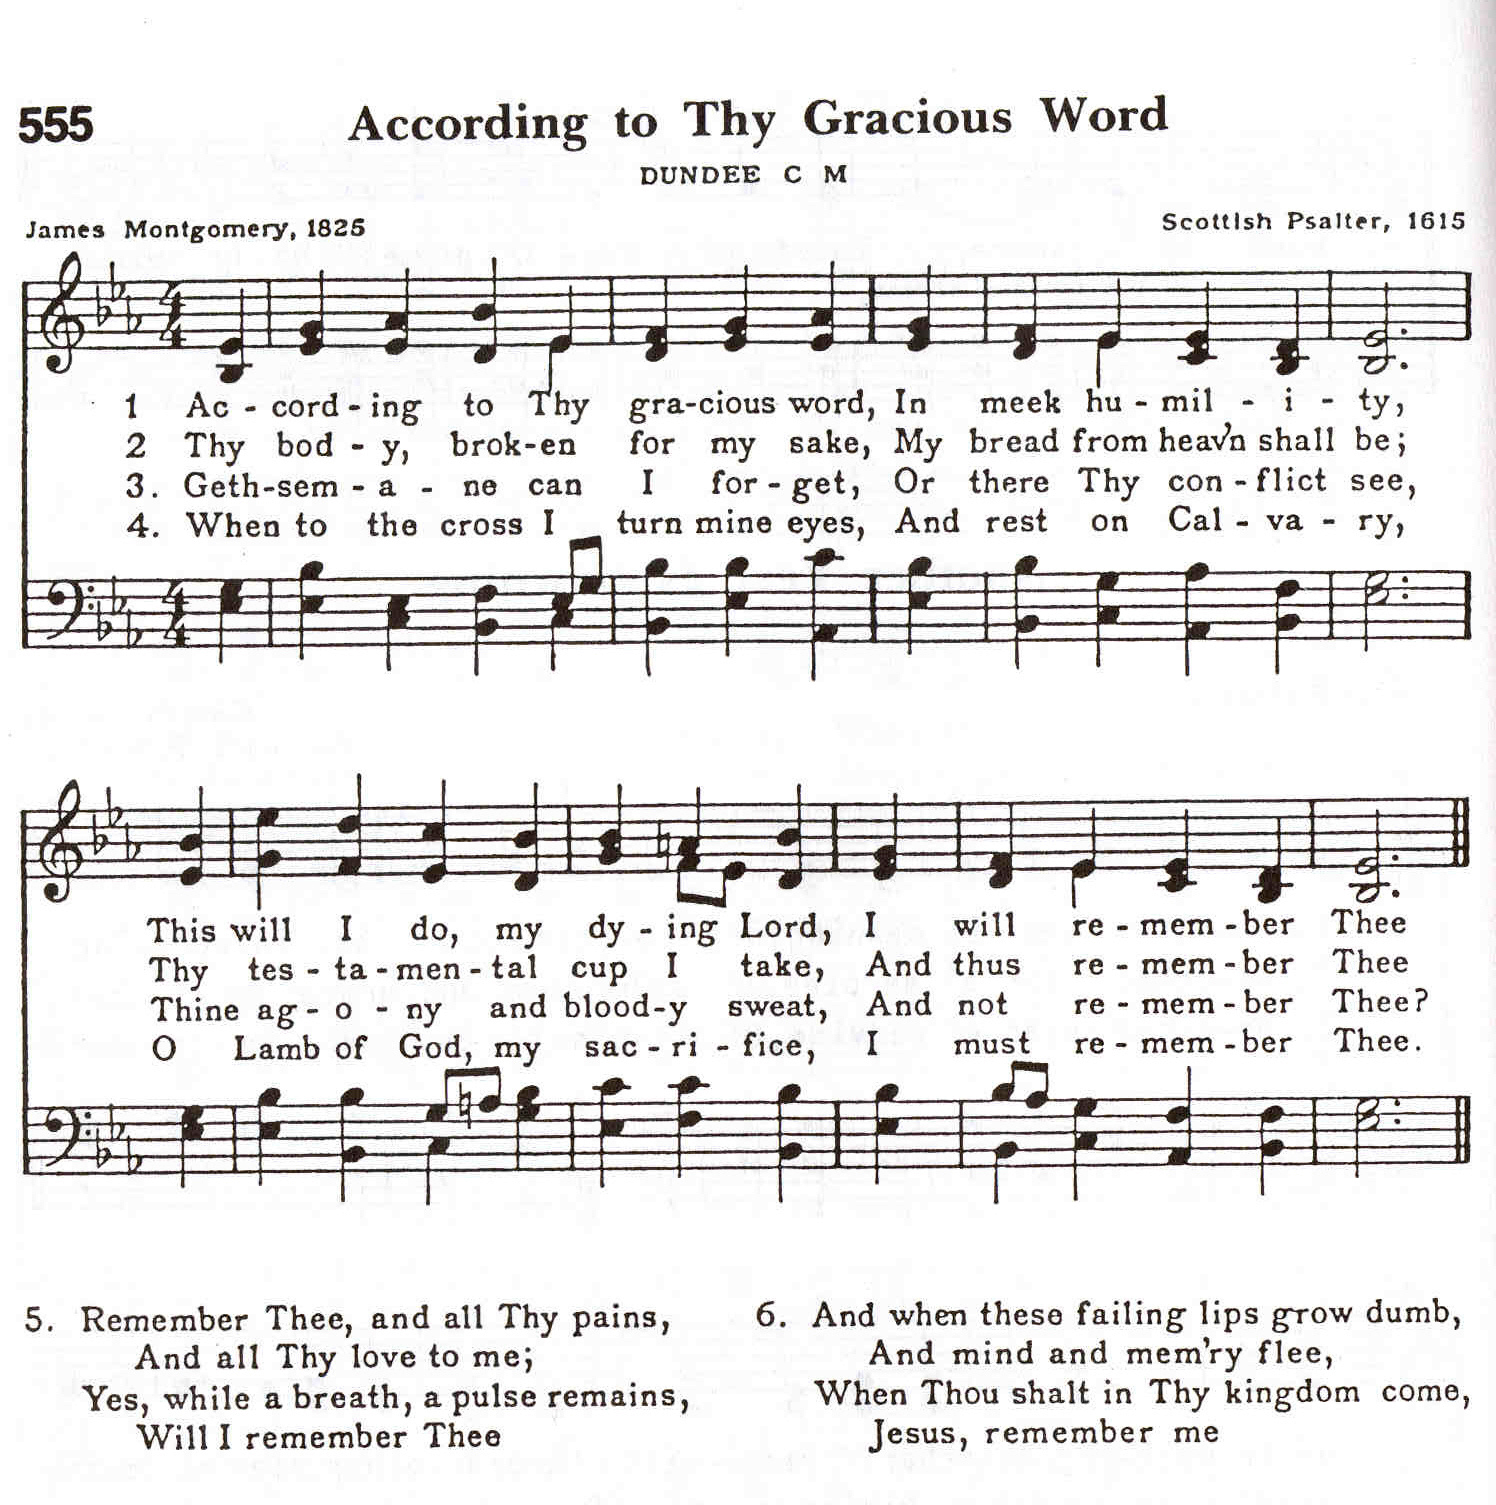 555
According to Thy Gracious Word
DUNDEE C M
James Montgomery, 1825
Scottish Psalter, 1615
1 Ac - cord - ing to Thy gra-cious word, In meek hu - mil - i - ty,
2 Thy bod - y, brok-en for my sake, My bread from heav'n shall be;
3. Geth-sem - a - ne can I for - get, Or there Thy con - flict see,
4. When to the cross I turn mine eyes, And rest on Cal - va - ry,
This will I do, my dy - ing Lord, I will re - mem - ber Thee
Thy tes - ta - men - tal cup I take, And thus re - mem - ber Thee
Thine ag - o - ny and blood-y sweat, And not re - mem - ber Thee?
O Lamb of God, my sac - ri - fice, I must re - mem - ber Thee.
5. Remember Thee, and all Thy pains,
And all Thy love to me;
Yes, while a breath, a pulse remains,
Will I remember Thee
6. And when these failing lips grow dumb,
And mind and mem'ry flee,
When Thou shalt in Thy kingdom come,
Jesus, remember me